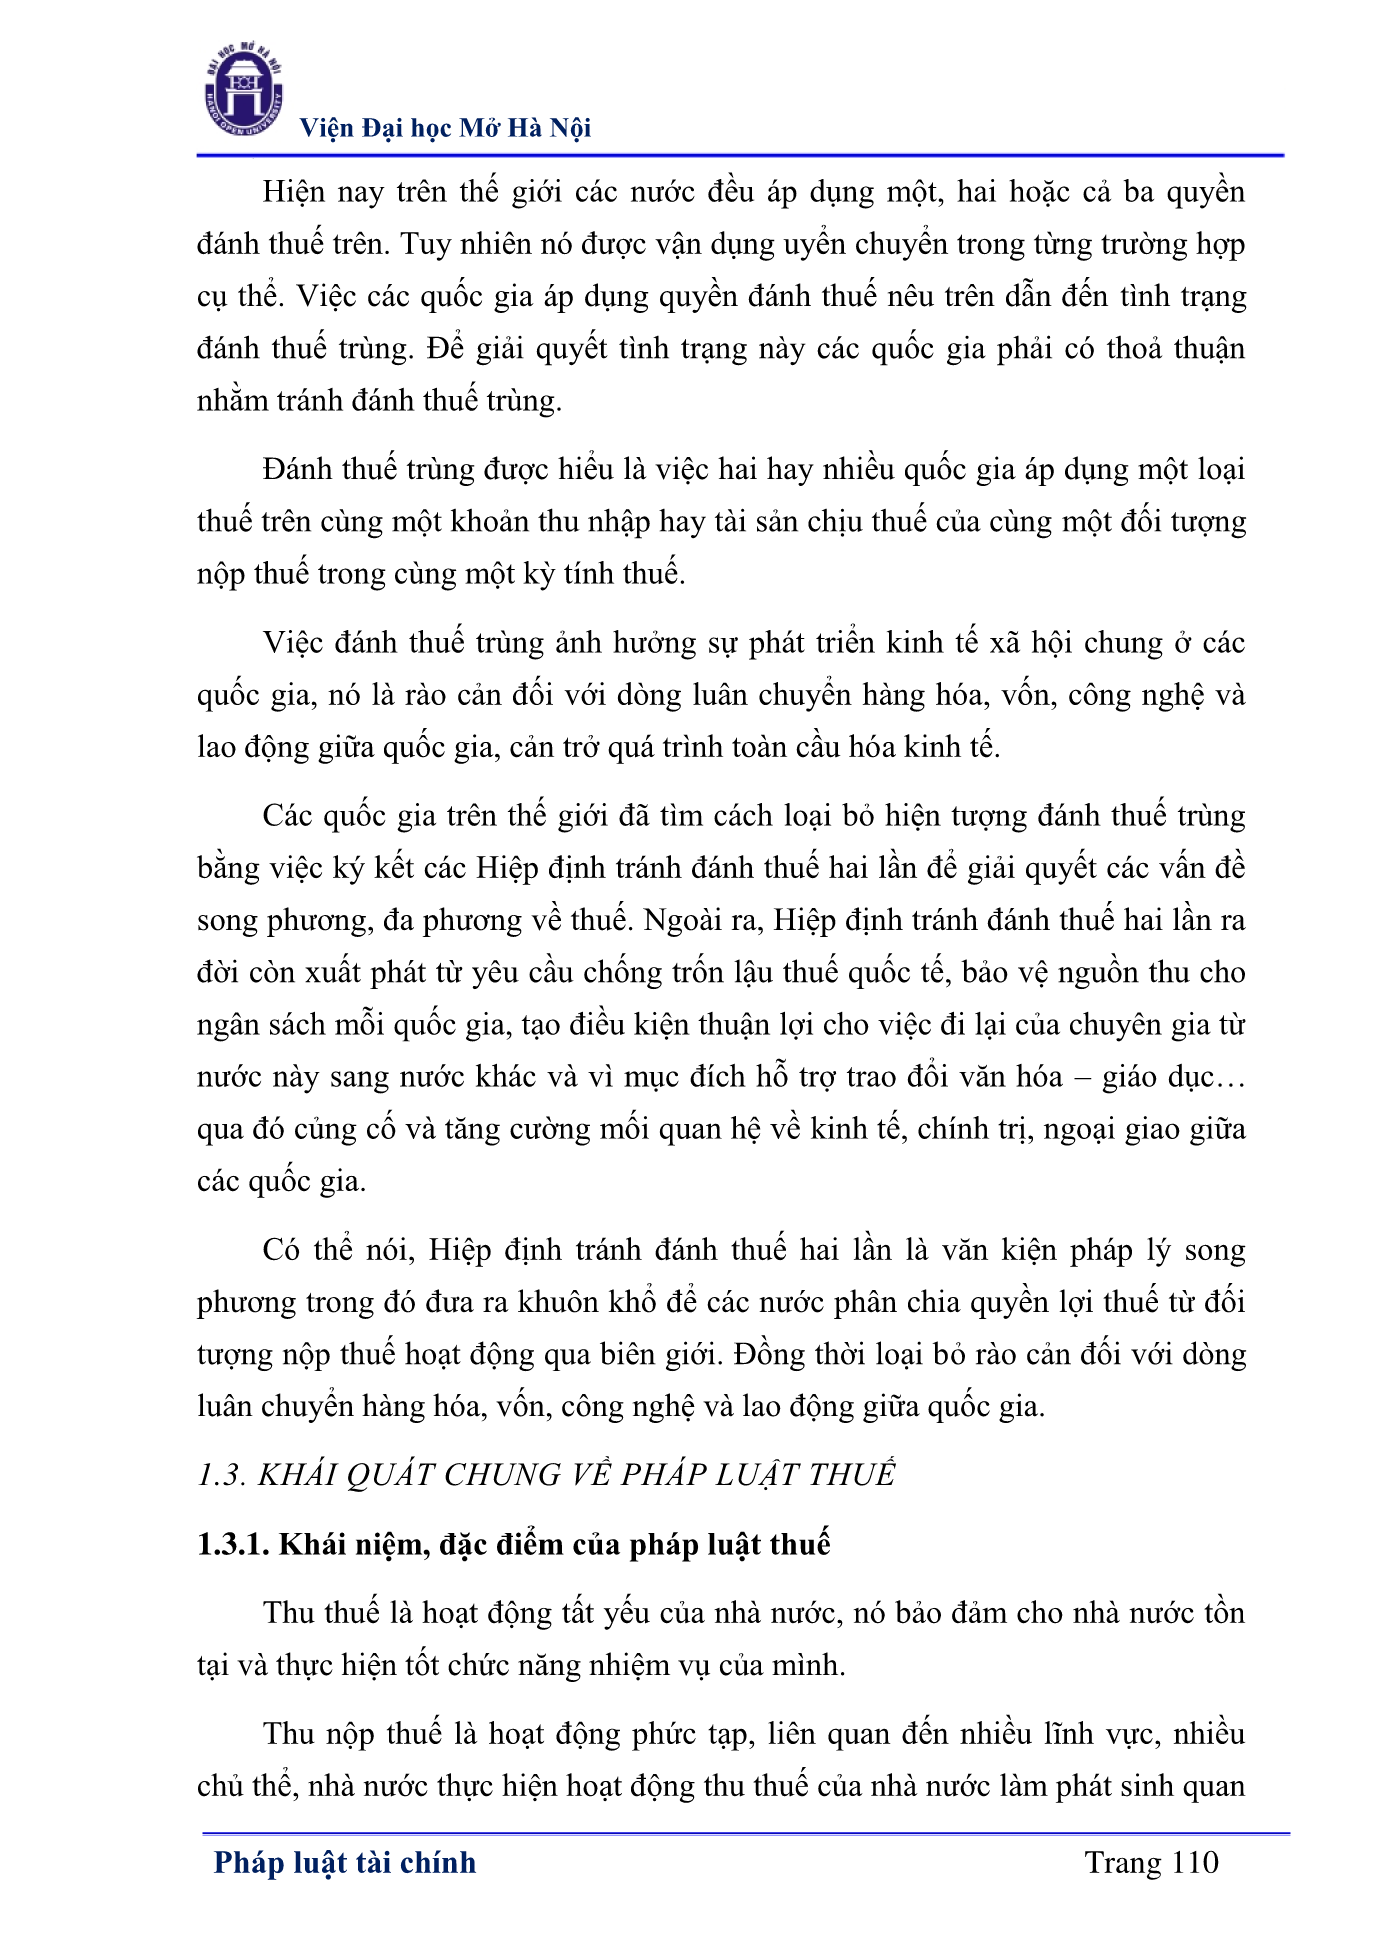 ĐẠI HỌC MỞ HÀ NỘI
HANOI OPEN UNIVERSITY
Viện Đại học Mở Hà Nội
Hiện nay trên thế giới các nước đều áp dụng một, hai hoặc cả ba quyền
đánh thuế trên. Tuy nhiên nó được vận dụng uyển chuyển trong từng trường hợp
cụ thể. Việc các quốc gia áp dụng quyền đánh thuế nêu trên dẫn đến tình trạng
đánh thuế trùng. Để giải quyết tình trạng này các quốc gia phải có thoả thuận
nhằm tránh đánh thuế trùng.
Đánh thuế trùng được hiểu là việc hai hay nhiều quốc gia áp dụng một loại
thuế trên cùng một khoản thu nhập hay tài sản chịu thuế của cùng một đối tượng
nộp thuế trong cùng một kỳ tính thuế.
Việc đánh thuế trùng ảnh hưởng sự phát triển kinh tế xã hội chung ở các
quốc gia, nó là rào cản đối với dòng luân chuyển hàng hóa, vốn, công nghệ và
lao động giữa quốc gia, cản trở quá trình toàn cầu hóa kinh tế.
Các quốc gia trên thế giới đã tìm cách loại bỏ hiện tượng đánh thuế trùng
bằng việc ký kết các Hiệp định tránh đánh thuế hai lần để giải quyết các vấn đề
song phương, đa phương về thuế. Ngoài ra, Hiệp định tránh đánh thuế hai lần ra
đời còn xuất phát từ yêu cầu chống trốn lậu thuế quốc tế, bảo vệ nguồn thu cho
ngân sách mỗi quốc gia, tạo điều kiện thuận lợi cho việc đi lại của chuyên gia từ
nước này sang nước khác và vì mục đích hỗ trợ trao đổi văn hóa – giáo dục…
qua đó củng cố và tăng cường mối quan hệ về kinh tế, chính trị, ngoại giao giữa
các quốc gia.
Có thể nói, Hiệp định tránh đánh thuế hai lần là văn kiện pháp lý song
phương trong đó đưa ra khuôn khổ để các nước phân chia quyền lợi thuế từ đối
tượng nộp thuế hoạt động qua biên giới. Đồng thời loại bỏ rào cản đối với dòng
luân chuyển hàng hóa, vốn, công nghệ và lao động giữa quốc gia.
1.3. KHÁI QUÁT CHUNG VỀ PHÁP LUẬT THUẾ
1.3.1. Khái niệm, đặc điểm của pháp luật thuế
Thu thuế là hoạt động tất yếu của nhà nước, nó bảo đảm cho nhà nước tồn
tại và thực hiện tốt chức năng nhiệm vụ của mình.
Thu nộp thuế là hoạt động phức tạp, liên quan đến nhiều lĩnh vực, nhiều
chủ thể, nhà nước thực hiện hoạt động thu thuế của nhà nước làm phát sinh quan
Pháp luật tài chính Trang 110